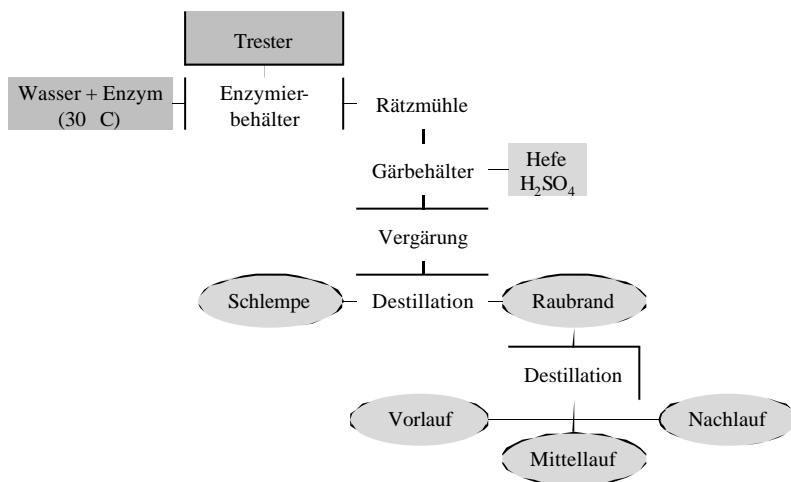 Trester
Wasser + Enzym
(30 C)
Enzymier-
behälter
Rätzmühle
Gärbehälter
Hefe
H₂SO₄
Vergärung
Schlempe
Destillation
Raubrand
Destillation
Vorlauf
Nachlauf
Mittellauf